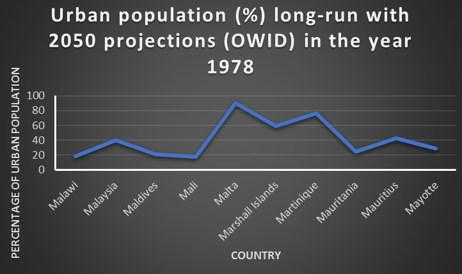 Urban population (%) long-run with
2050 projections (OWID) in the year
1978
PERCENTAGE OF URBAN POPULATION
100
80
60
40
20
0
Malawi
Malaysia
Maldives
Mali
Malta
Marshall Islands
Martinique
Mauritania
Mauritius
Mayotte
COUNTRY